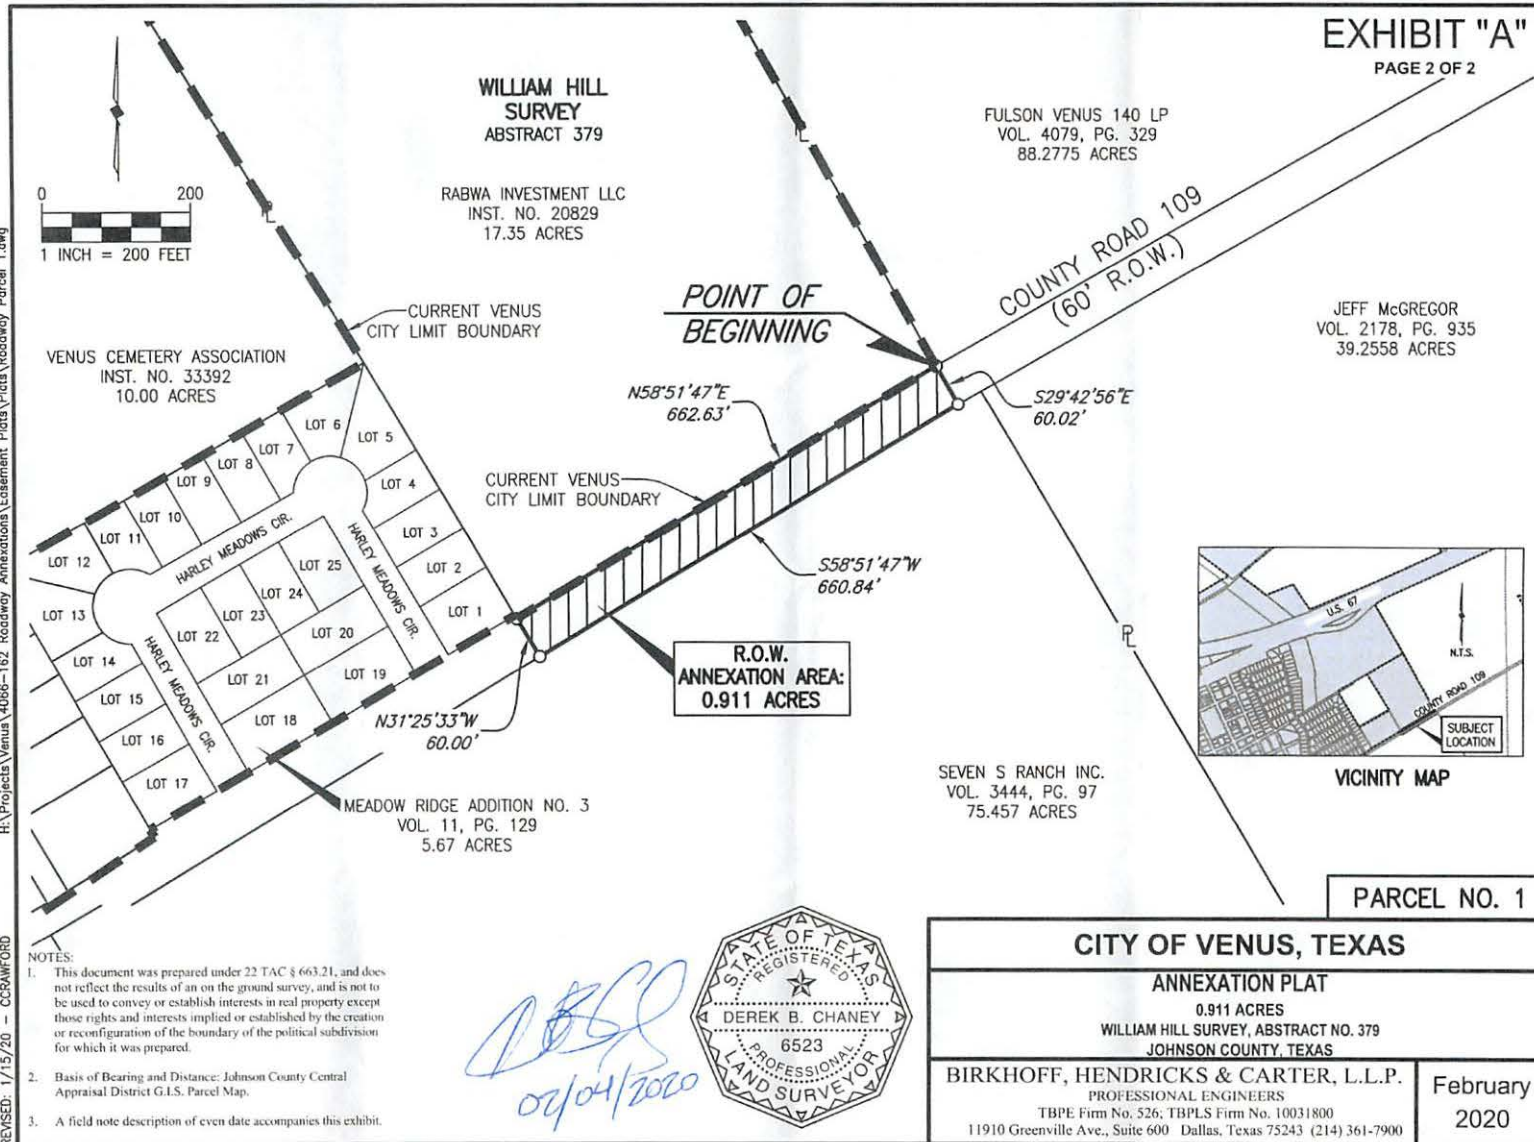 EXHIBIT "A"
PAGE 2 OF 2
WILLIAM HILL
SURVEY
ABSTRACT 379
RABWA INVESTMENT LLC
INST. NO. 20829
17.35 ACRES
FULSON VENUS 140 LP
VOL. 4079, PG. 329
88.2775 ACRES
0 200
1 INCH = 200 FEET
COUNTY ROAD 109
(60' R.O.W.)
POINT OF
BEGINNING
JEFF McGREGOR
VOL. 2178, PG. 935
39.2558 ACRES
CURRENT VENUS
CITY LIMIT BOUNDARY
VENUS CEMETERY ASSOCIATION
INST. NO. 33392
10.00 ACRES
N58°51'47"E
662.63'
S29°42'56"E
60.02'
CURRENT VENUS
CITY LIMIT BOUNDARY
S58°51'47"W
660.84'
LOT 6
LOT 5
LOT 7
LOT 8
LOT 4
LOT 9
LOT 10
LOT 3
LOT 11
LOT 12
LOT 2
LOT 1
HARLEY MEADOWS CIR.
HARLEY MEADOWS CIR.
HARLEY MEADOWS CIR.
LOT 25
LOT 24
LOT 23
LOT 22
LOT 20
LOT 21
LOT 19
LOT 18
LOT 13
LOT 14
LOT 15
LOT 16
LOT 17
R.O.W.
ANNEXATION AREA:
0.911 ACRES
N31°25'33"W
60.00'
PL
PL
PL
U.S. 67
N.T.S.
COUNTY ROAD 109
SUBJECT
LOCATION
VICINITY MAP
SEVEN S RANCH INC.
VOL. 3444, PG. 97
75.457 ACRES
MEADOW RIDGE ADDITION NO. 3
VOL. 11, PG. 129
5.67 ACRES
PARCEL NO. 1
NOTES:
1. This document was prepared under 22 TAC § 663.21, and does
not reflect the results of an on the ground survey, and is not to
be used to convey or establish interests in real property except
those rights and interests implied or established by the creation
or reconfiguration of the boundary of the political subdivision
for which it was prepared.
2. Basis of Bearing and Distance: Johnson County Central
Appraisal District G.I.S. Parcel Map.
3. A field note description of even date accompanies this exhibit.
02/04/2020
STATE OF TEXAS
REGISTERED
DEREK B. CHANEY
6523
PROFESSIONAL
LAND SURVEYOR
CITY OF VENUS, TEXAS
ANNEXATION PLAT
0.911 ACRES
WILLIAM HILL SURVEY, ABSTRACT NO. 379
JOHNSON COUNTY, TEXAS
BIRKHOFF, HENDRICKS & CARTER, L.L.P.
PROFESSIONAL ENGINEERS
TBPE Firm No. 526; TBPLS Firm No. 10031800
11910 Greenville Ave., Suite 600 Dallas, Texas 75243 (214) 361-7900
February
2020
H:\Projects\Venus\4066-162 Roadway Annexations\Easement Plats\Plats\Roadway Parcel 1.dwg
REVISED: 1/15/20 - CCRAWFORD